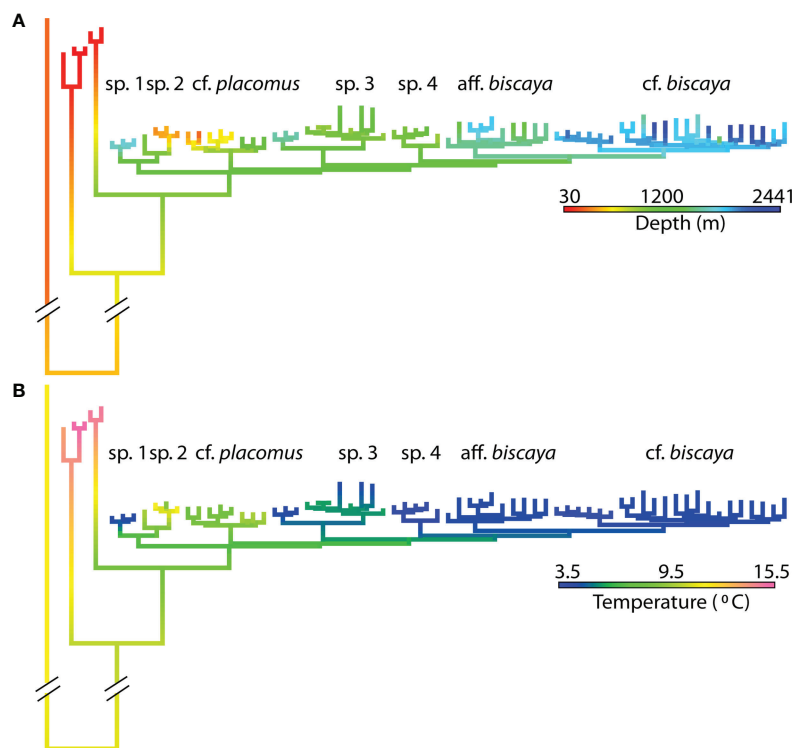 A
sp. 1 sp. 2 cf. placomus sp. 3 sp. 4 aff. biscaya cf. biscaya
30 1200 2441
Depth (m)
B
sp. 1 sp. 2 cf. placomus sp. 3 sp. 4 aff. biscaya cf. biscaya
3.5 9.5 15.5
Temperature (⁰C)